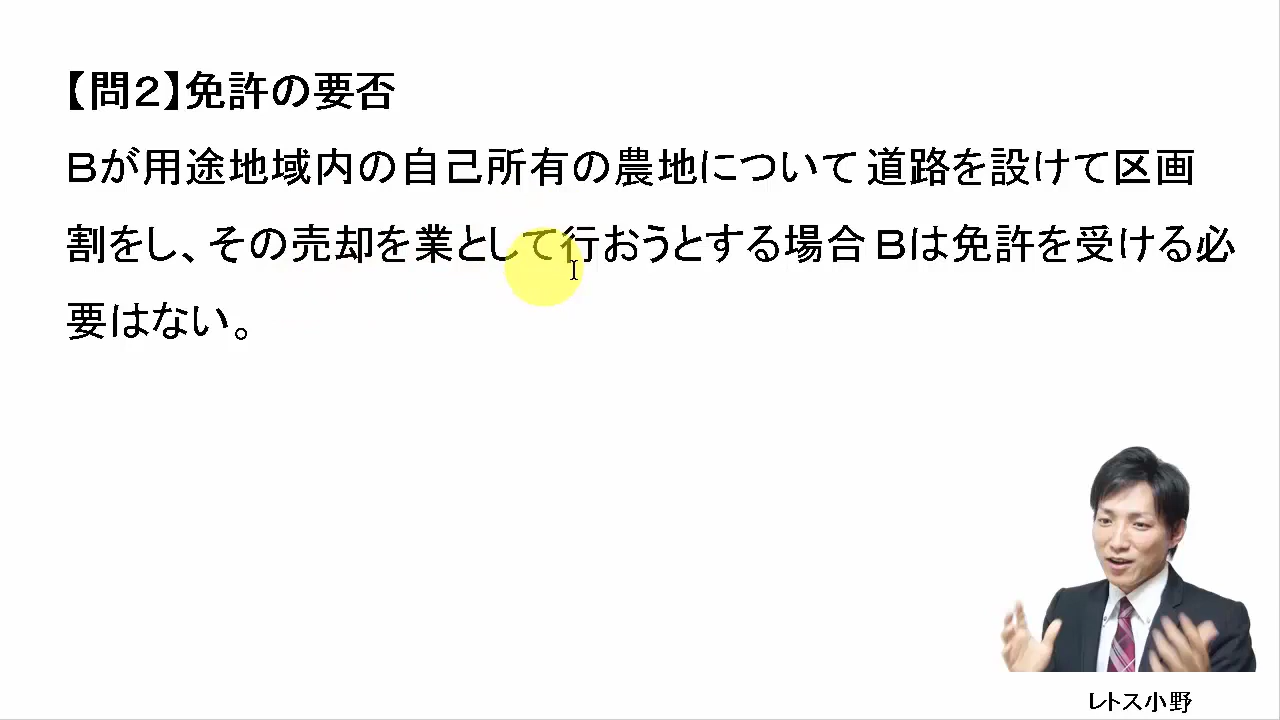 【問２】免許の要否
Ｂが用途地域内の自己所有の農地について 道路を設けて区画
割をし、その売却を業として行おうとする場合 Ｂは免許を受ける必
要はない。
レトス小野